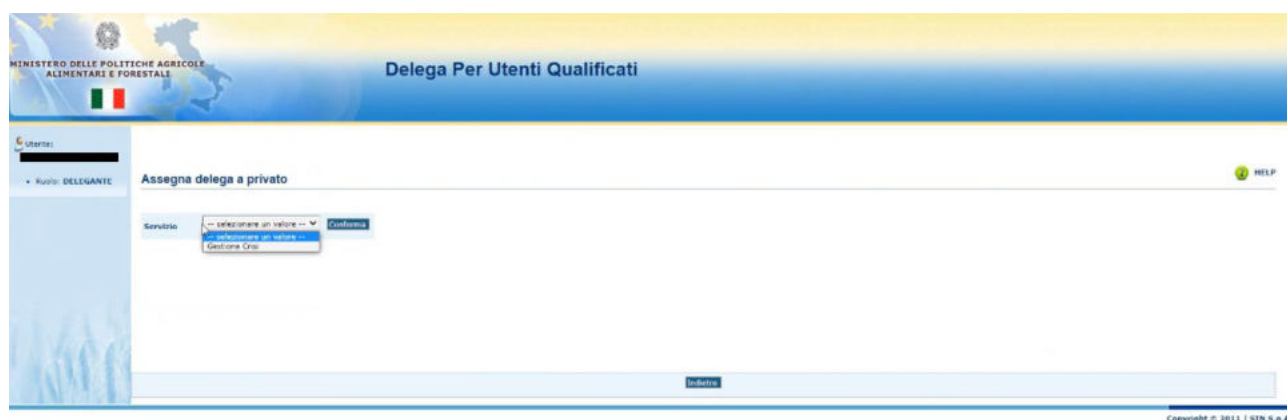 MINISTERO DELLE POLITICHE AGRICOLE
ALIMENTARI E FORESTALI
Delega Per Utenti Qualificati
Utente:
• Ruolo: DELEGANTE
Assegna delega a privato
HELP
Servizio
-- selezionare un valore --
Conferma
-- selezionare un valore --
Gestione Crsi
Indietro
Copyright © 2011 | SIN S.p.A